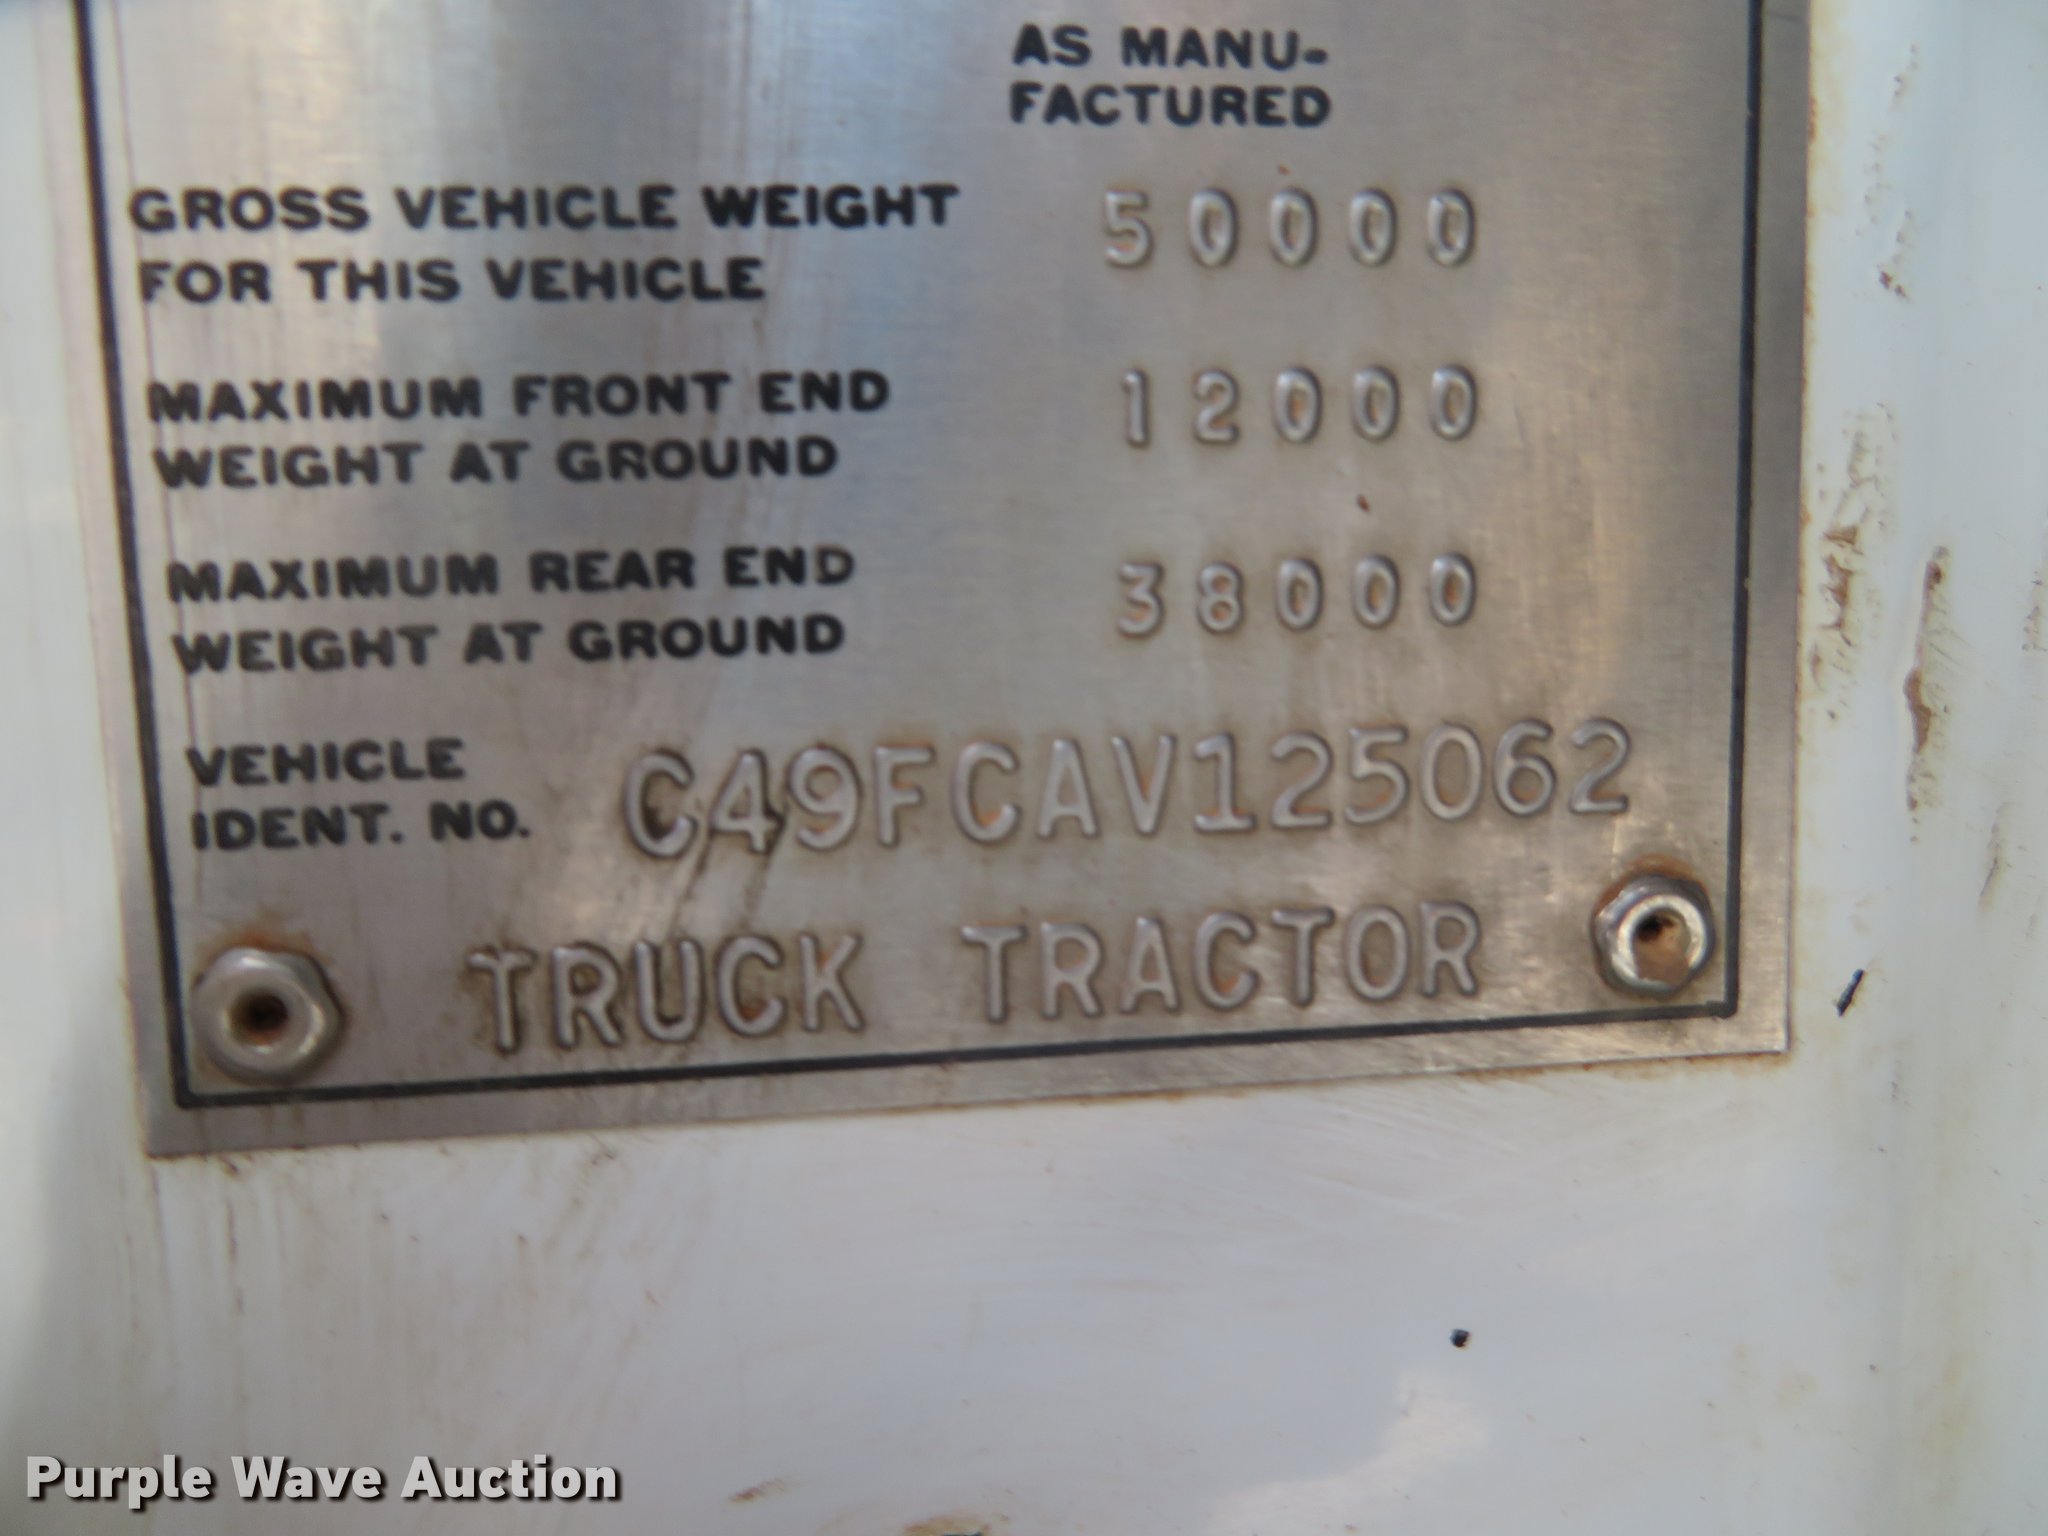 AS MANU-
FACTURED
GROSS VEHICLE WEIGHT
FOR THIS VEHICLE
50000
MAXIMUM FRONT END
WEIGHT AT GROUND
12000
MAXIMUM REAR END
WEIGHT AT GROUND
38000
VEHICLE
IDENT. NO.
C49FCAV125062
TRUCK TRACTOR
Purple Wave Auction